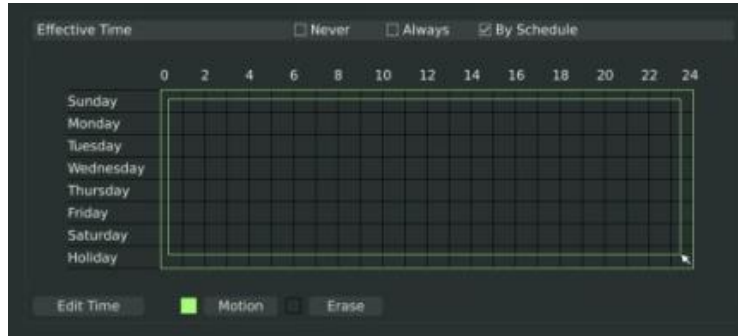 Effective Time Never Always By Schedule
0 2 4 6 8 10 12 14 16 18 20 22 24
Sunday
Monday
Tuesday
Wednesday
Thursday
Friday
Saturday
Holiday
Edit Time Motion Erase